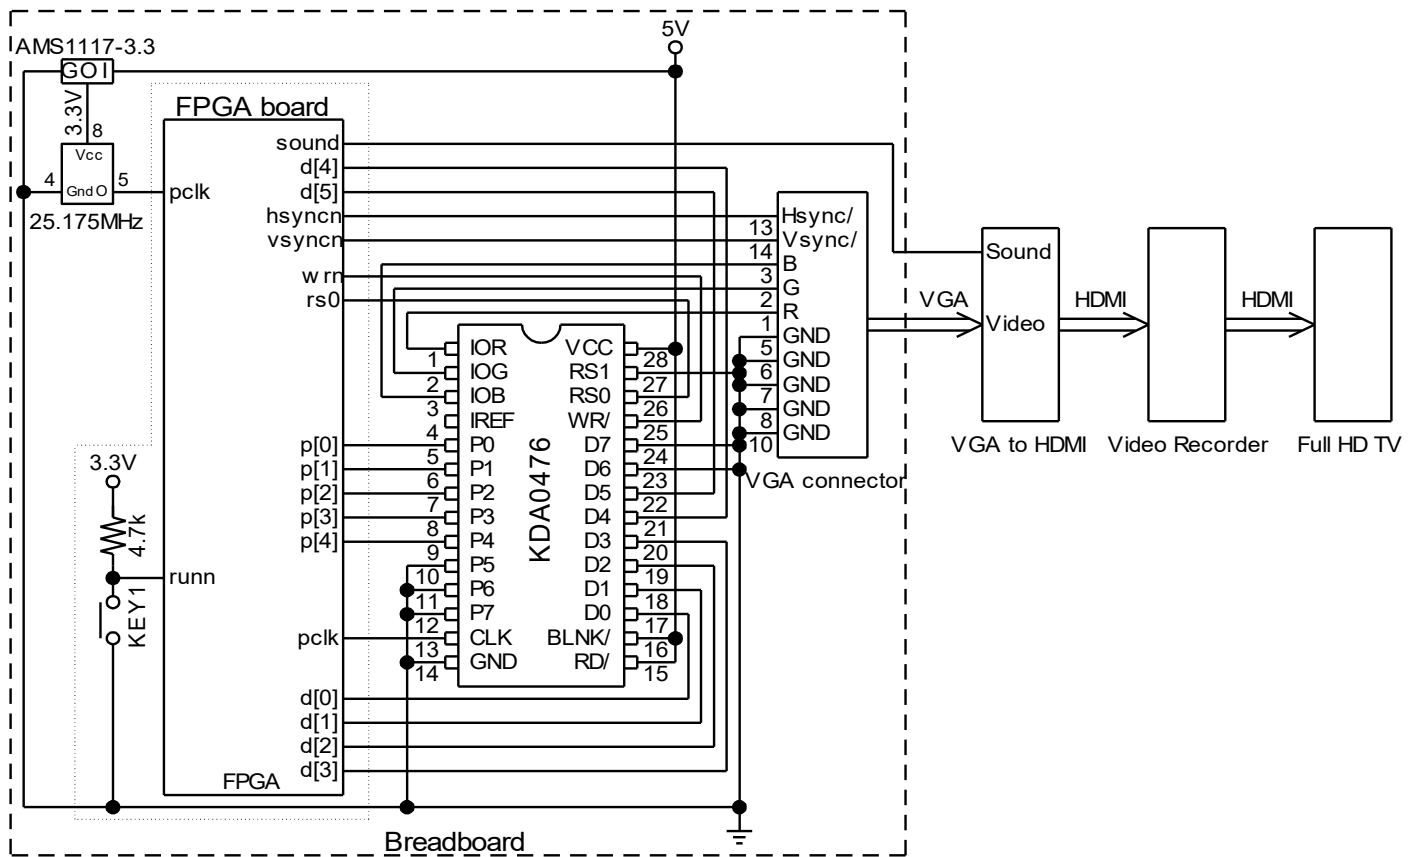 5V
AMS1117-3.3
GOI
3.3V
8
Vcc
4
Gnd O
5
25.175MHz
FPGA board
pclk
sound
d[4]
d[5]
hsyncn
vsyncn
wrn
rs0
p[0]
p[1]
p[2]
p[3]
p[4]
pclk
d[0]
d[1]
d[2]
d[3]
FPGA
3.3V
4.7k
runn
KEY1
KDA0476
1 IOR
2 IOG
3 IOB
4 IREF
5 P0
6 P1
7 P2
8 P3
9 P4
10 P5
11 P6
12 P7
13 CLK
14 GND
VCC 28
RS1 27
RS0 26
WR/ 25
D7 24
D6 23
D5 22
D4 21
D3 20
D2 19
D1 18
D0 17
BLNK/ 16
RD/ 15
Hsync/
13 Vsync/
14 B
3 G
2 R
1 GND
5 GND
6 GND
7 GND
8 GND
10
VGA connector
VGA
Sound
Video
VGA to HDMI
HDMI
Video Recorder
HDMI
Full HD TV
Breadboard